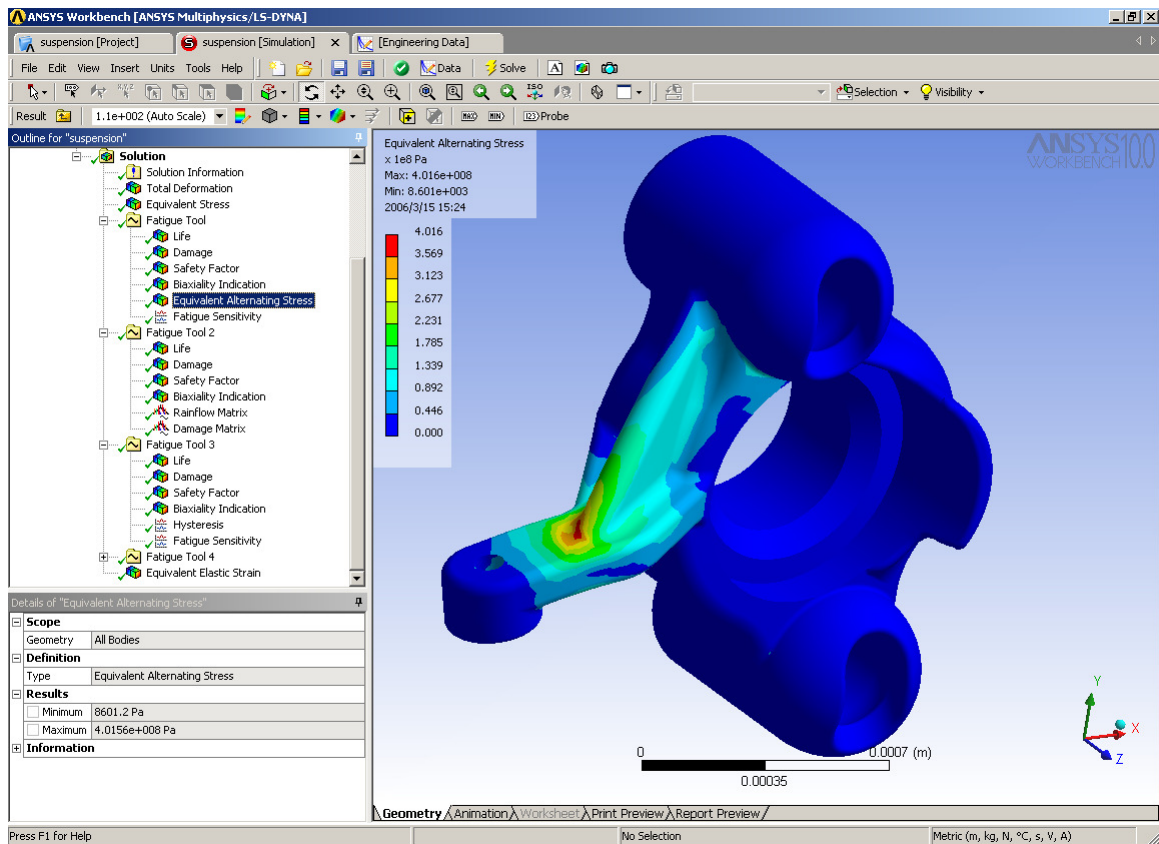 ANSYS Workbench [ANSYS Multiphysics/LS-DYNA]
suspension [Project]
suspension [Simulation]
[Engineering Data]
File Edit View Insert Units Tools Help
Data
Solve
ISO
Selection
Visibility
Result
1.1e+002 (Auto Scale)
MAX
MIN
Probe
Outline for "suspension"
Solution
Solution Information
Total Deformation
Equivalent Stress
Fatigue Tool
Life
Damage
Safety Factor
Biaxiality Indication
Equivalent Alternating Stress
Fatigue Sensitivity
Fatigue Tool 2
Life
Damage
Safety Factor
Biaxiality Indication
Rainflow Matrix
Damage Matrix
Fatigue Tool 3
Life
Damage
Safety Factor
Biaxiality Indication
Hysteresis
Fatigue Sensitivity
Fatigue Tool 4
Equivalent Elastic Strain
Details of "Equivalent Alternating Stress"
Scope
Geometry All Bodies
Definition
Type Equivalent Alternating Stress
Results
Minimum 8601.2 Pa
Maximum 4.0156e+008 Pa
Information
Equivalent Alternating Stress
x 1e8 Pa
Max: 4.016e+008
Min: 8.601e+003
2006/3/15 15:24
4.016
3.569
3.123
2.677
2.231
1.785
1.339
0.892
0.446
0.000
ANSYS 10.0
WORKBENCH
Y
X
Z
0
0.0007 (m)
0.00035
Geometry Animation Worksheet Print Preview Report Preview
Press F1 for Help
No Selection
Metric (m, kg, N, °C, s, V, A)